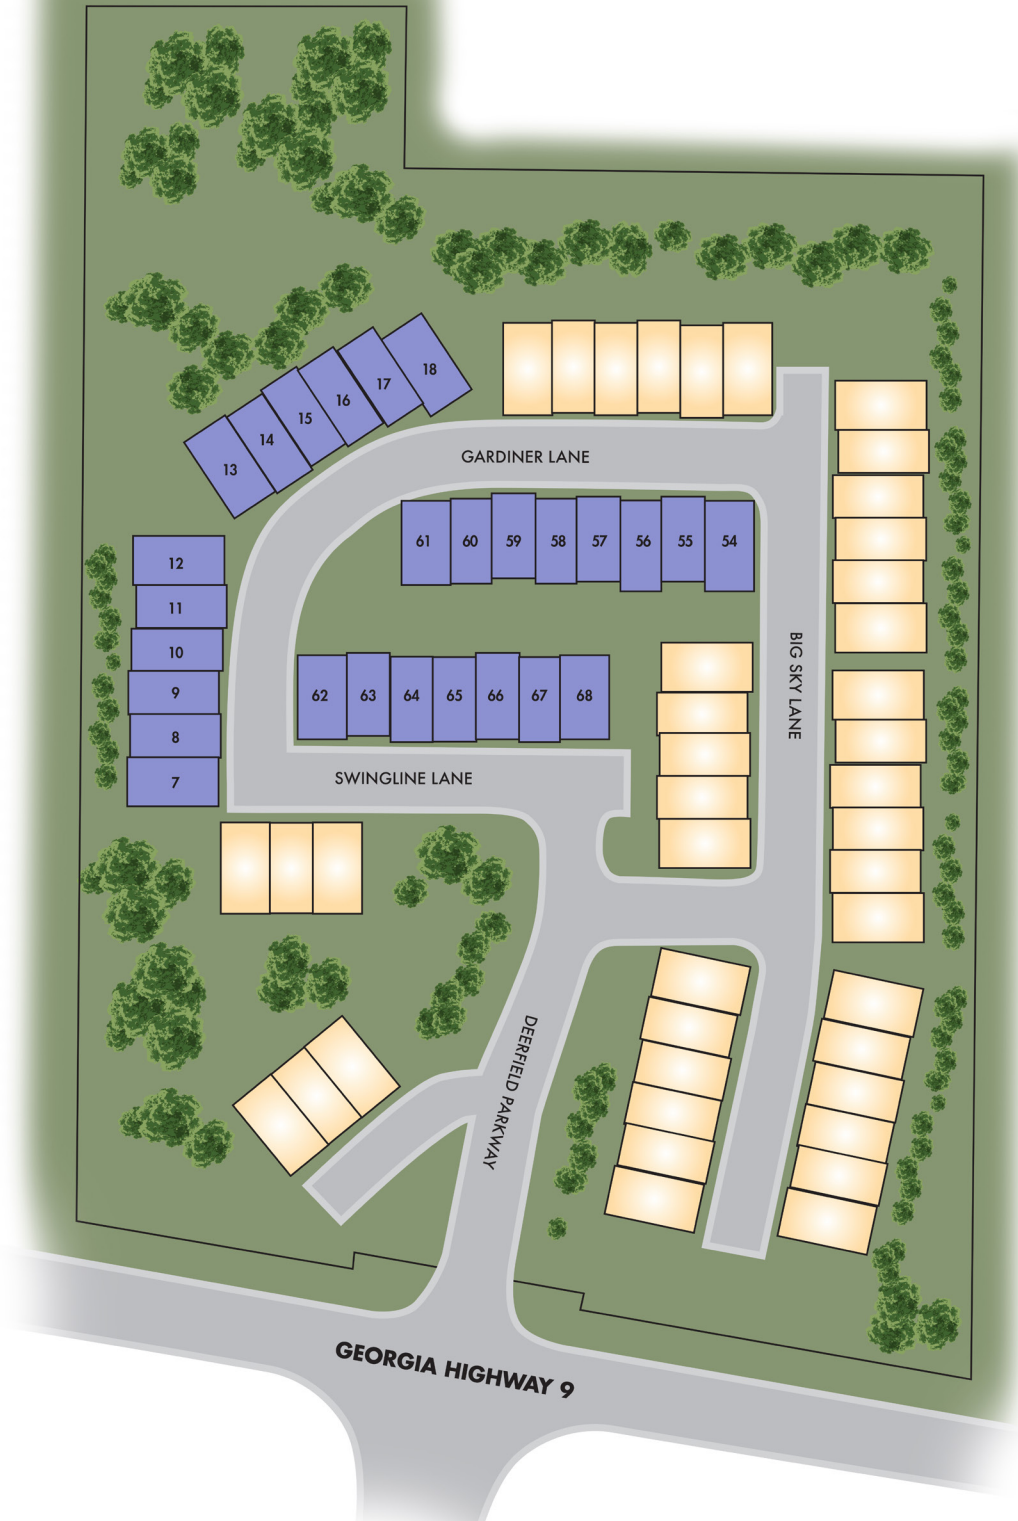 18
17
16
15
14
13
GARDINER LANE
61 60 59 58 57 56 55 54
12
11
10
9
8
7
BIG SKY LANE
62 63 64 65 66 67 68
SWINGLINE LANE
DEERFIELD PARKWAY
GEORGIA HIGHWAY 9